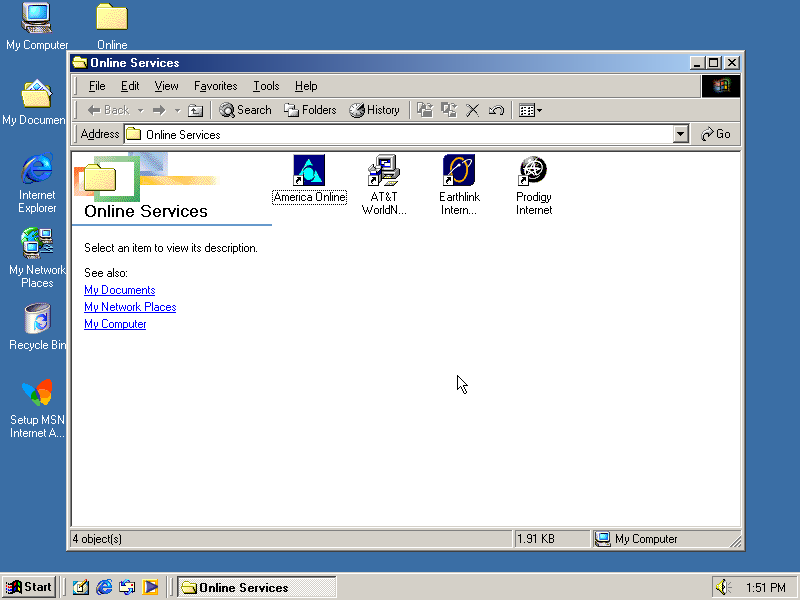 My Computer
Online
My Documen
Internet
Explorer
My Network
Places
Recycle Bin
Setup MSN
Internet A...
Online Services
File Edit View Favorites Tools Help
Back Search Folders History
Address Online Services Go
Online Services
Select an item to view its description.
See also:
My Documents
My Network Places
My Computer
America Online
AT&T
WorldN...
Earthlink
Intern...
Prodigy
Internet
4 object(s) 1.91 KB My Computer
Start Online Services 1:51 PM